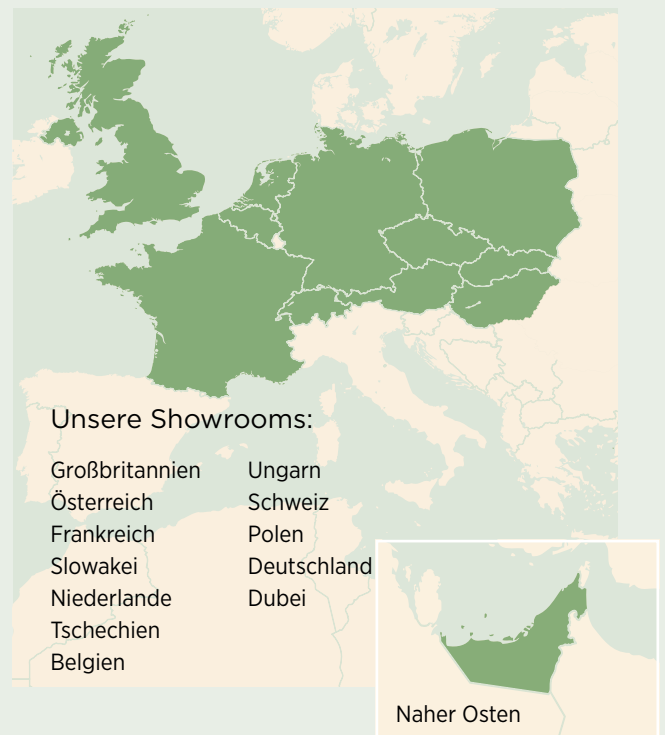 Unsere Showrooms:
Großbritannien
Österreich
Frankreich
Slowakei
Niederlande
Tschechien
Belgien
Ungarn
Schweiz
Polen
Deutschland
Dubei
Naher Osten